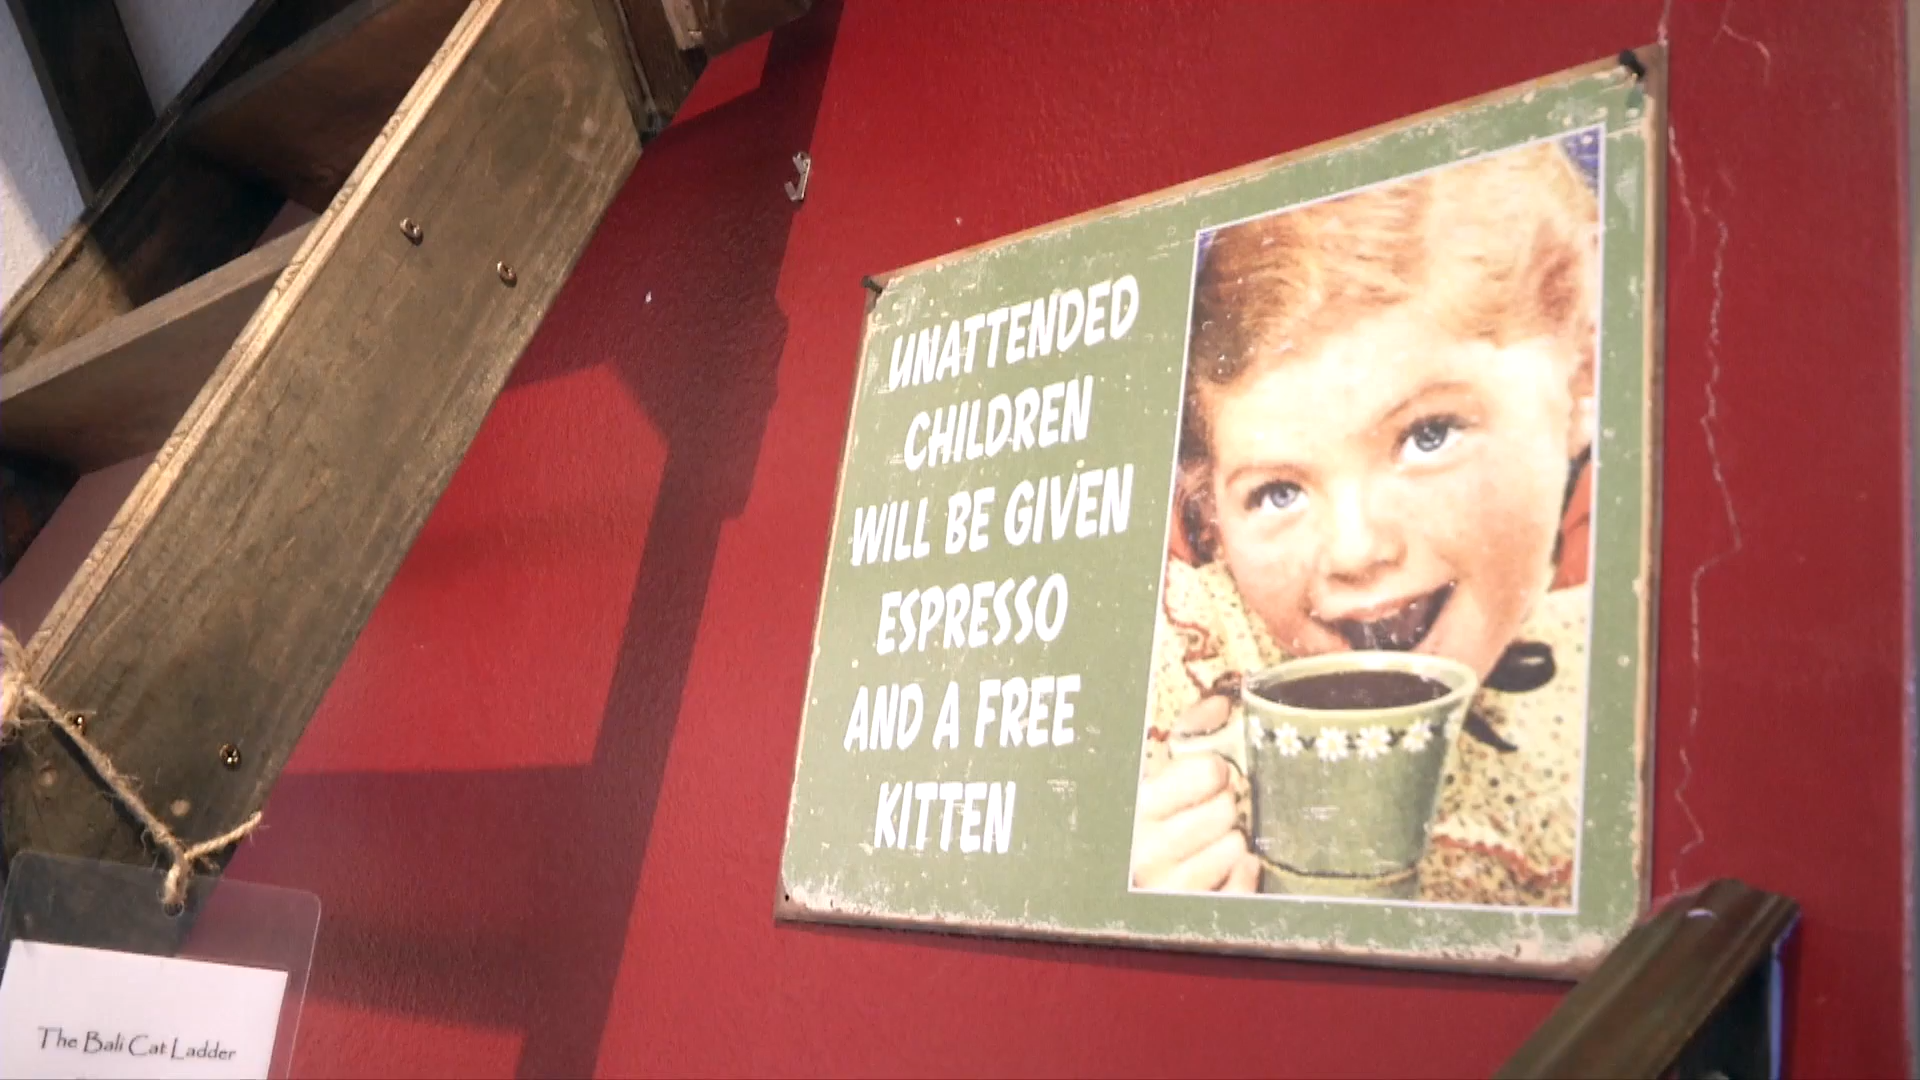 UNATTENDED
CHILDREN
WILL BE GIVEN
ESPRESSO
AND A FREE
KITTEN
The Bali Cat Ladder